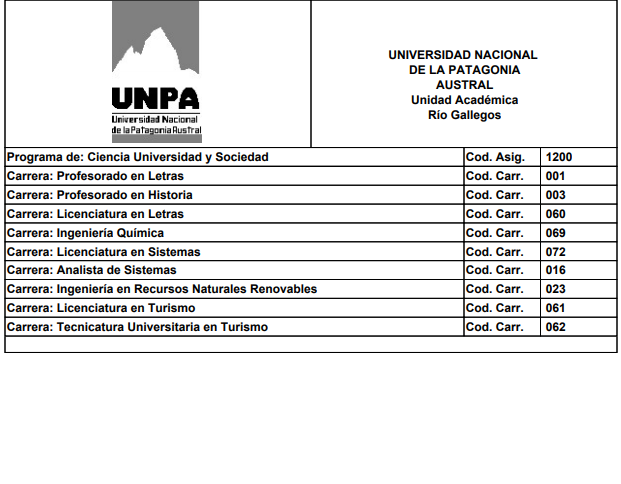 UNPA
Universidad Nacional
de la Patagonia Austral
UNIVERSIDAD NACIONAL
DE LA PATAGONIA
AUSTRAL
Unidad Académica
Río Gallegos
Programa de: Ciencia Universidad y Sociedad Cod. Asig. 1200
Carrera: Profesorado en Letras Cod. Carr. 001
Carrera: Profesorado en Historia Cod. Carr. 003
Carrera: Licenciatura en Letras Cod. Carr. 060
Carrera: Ingeniería Química Cod. Carr. 069
Carrera: Licenciatura en Sistemas Cod. Carr. 072
Carrera: Analista de Sistemas Cod. Carr. 016
Carrera: Ingeniería en Recursos Naturales Renovables Cod. Carr. 023
Carrera: Licenciatura en Turismo Cod. Carr. 061
Carrera: Tecnicatura Universitaria en Turismo Cod. Carr. 062